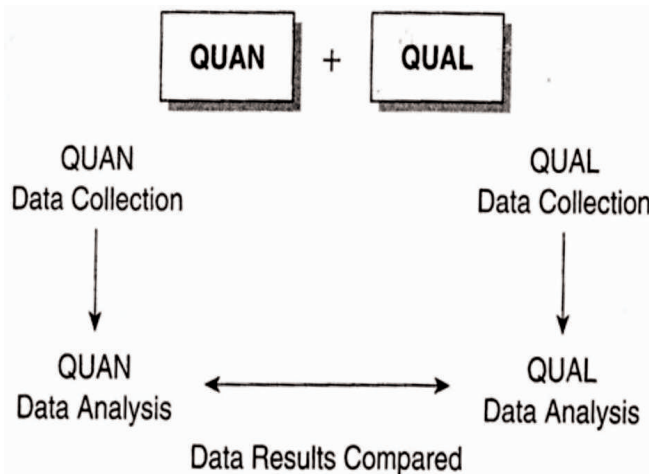 QUAN + QUAL
QUAN
Data Collection
QUAL
Data Collection
QUAN
Data Analysis
QUAL
Data Analysis
Data Results Compared